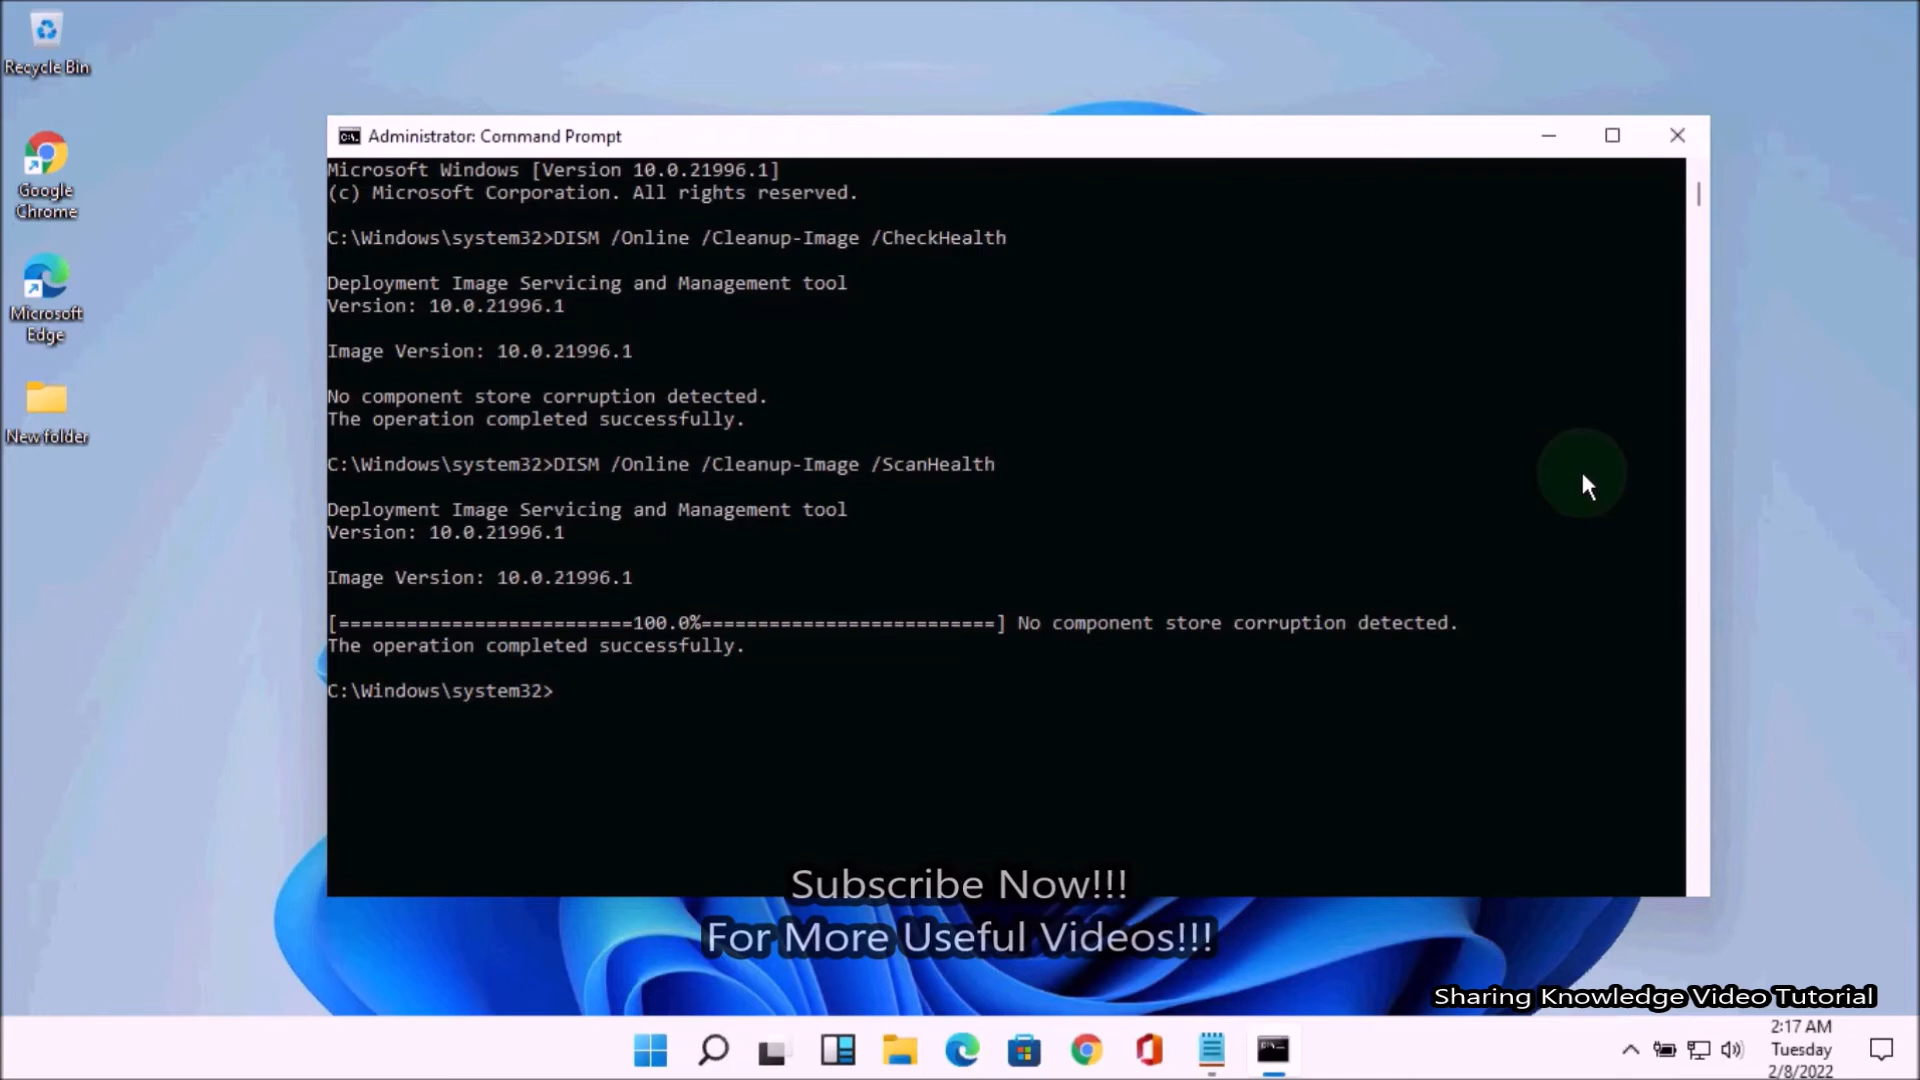 Recycle Bin
Google
Chrome
Microsoft
Edge
New folder
Administrator: Command Prompt
Microsoft Windows [Version 10.0.21996.1]
(c) Microsoft Corporation. All rights reserved.
C:\Windows\system32>DISM /Online /Cleanup-Image /CheckHealth
Deployment Image Servicing and Management tool
Version: 10.0.21996.1
Image Version: 10.0.21996.1
No component store corruption detected.
The operation completed successfully.
C:\Windows\system32>DISM /Online /Cleanup-Image /ScanHealth
Deployment Image Servicing and Management tool
Version: 10.0.21996.1
Image Version: 10.0.21996.1
[==========================100.0%==========================] No component store corruption detected.
The operation completed successfully.
C:\Windows\system32>
Subscribe Now!!!
For More Useful Videos!!!
Sharing Knowledge Video Tutorial
2:17 AM
Tuesday
2/8/2022